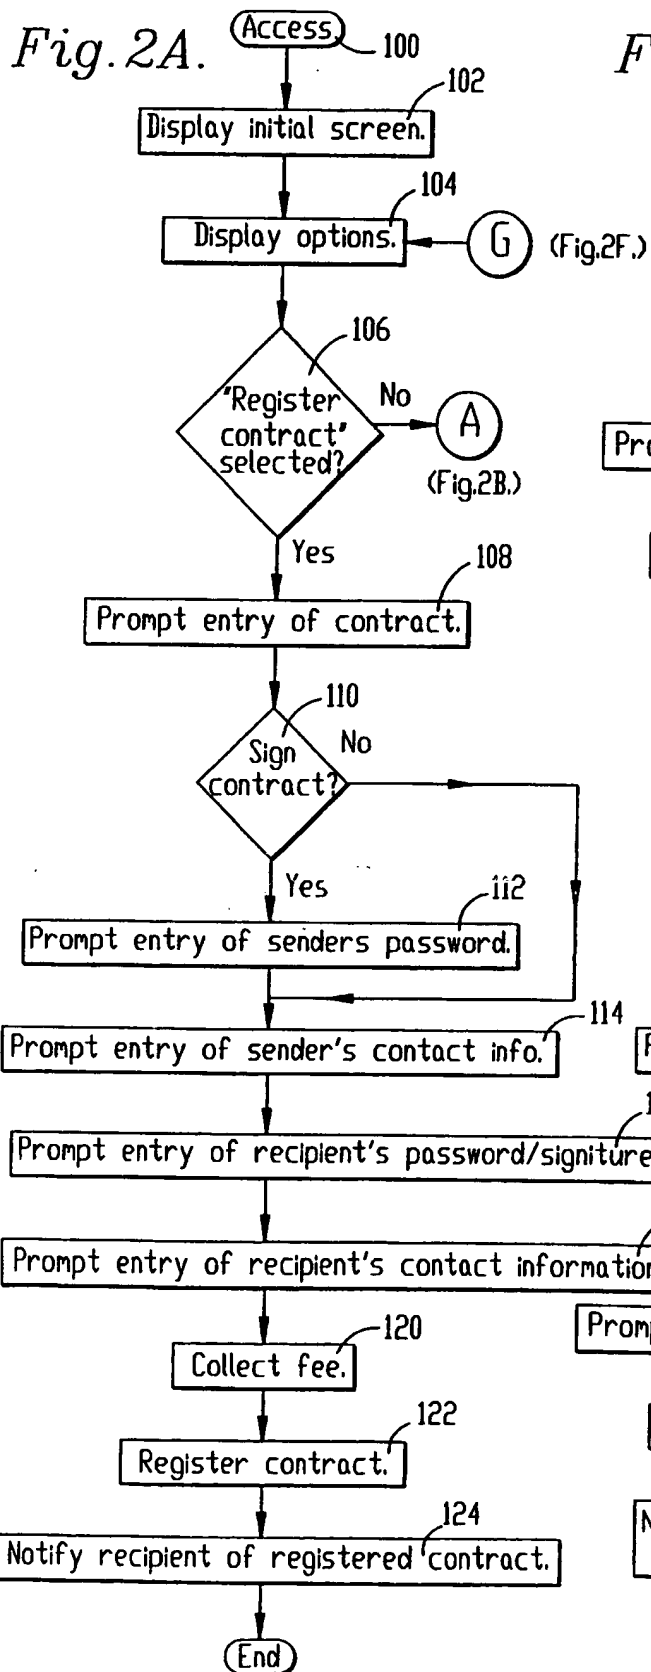 Fig. 2A.
Access
100
F
102
Display initial screen.
104
Display options.
G
(Fig.2F.)
106
"Register
contract"
selected?
No
A
(Fig.2B.)
Yes
108
Prompt entry of contract.
110
Sign
contract?
No
Yes
112
Prompt entry of senders password.
114
Prompt entry of sender's contact info.
Prompt entry of recipient's password/signiture
Prompt entry of recipient's contact information
120
Collect fee.
Prom
122
Register contract.
124
Notify recipient of registered contract.
N
End